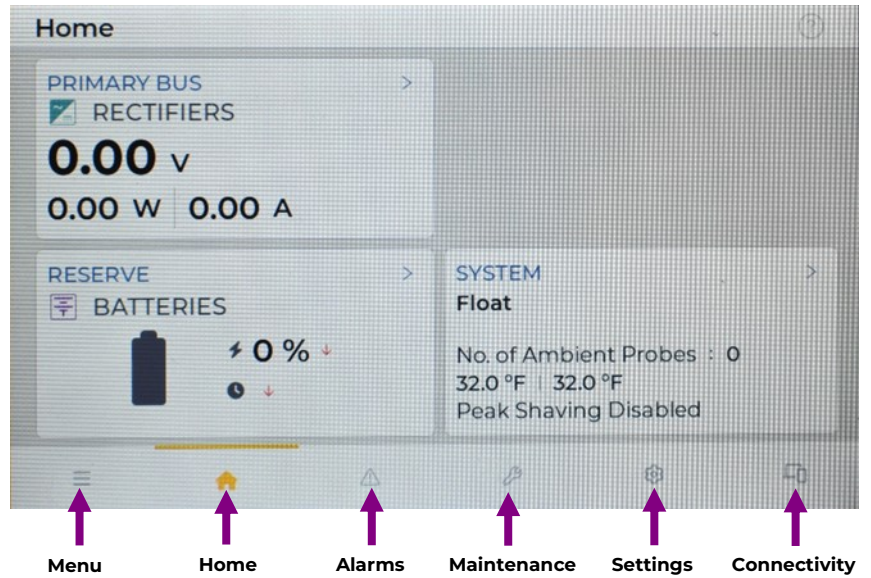 Home
?
PRIMARY BUS >
RECTIFIERS
0.00 V
0.00 W 0.00 A
RESERVE >
BATTERIES
0 %
SYSTEM >
Float
No. of Ambient Probes : 0
32.0 °F | 32.0 °F
Peak Shaving Disabled
Menu Home Alarms Maintenance Settings Connectivity